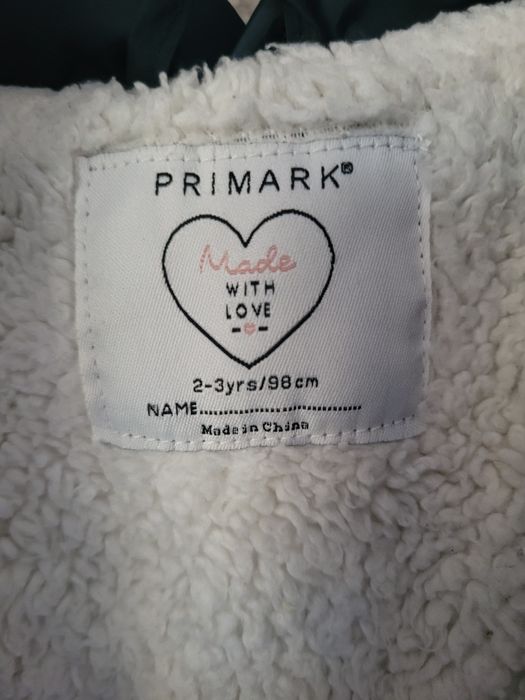 PRIMARK®
Made
WITH
LOVE
2-3yrs/98cm
NAME................................
Made in China